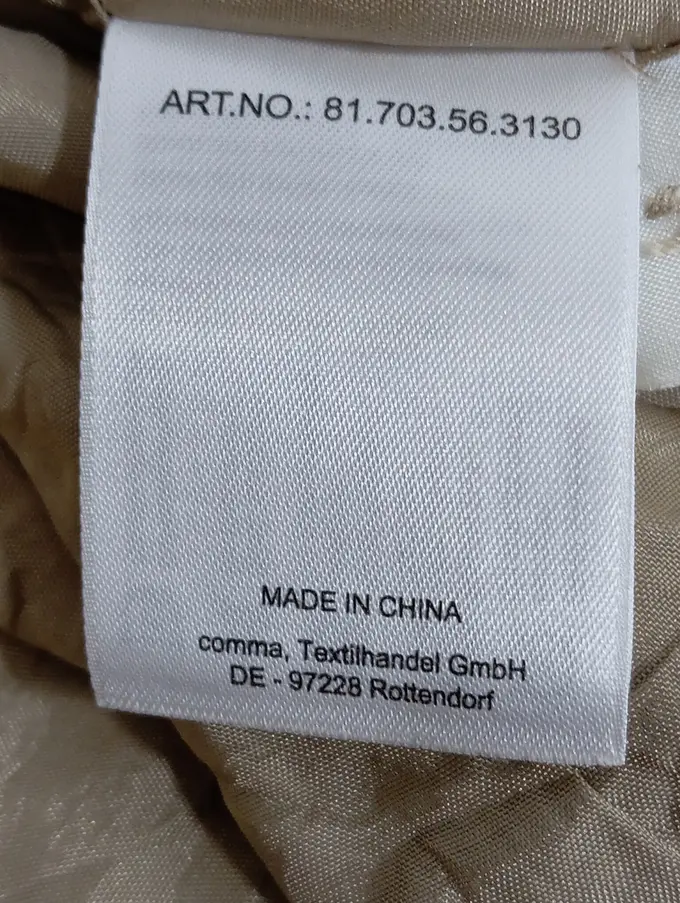 ART.NO.: 81.703.56.3130
MADE IN CHINA
comma, Textilhandel GmbH
DE - 97228 Rottendorf